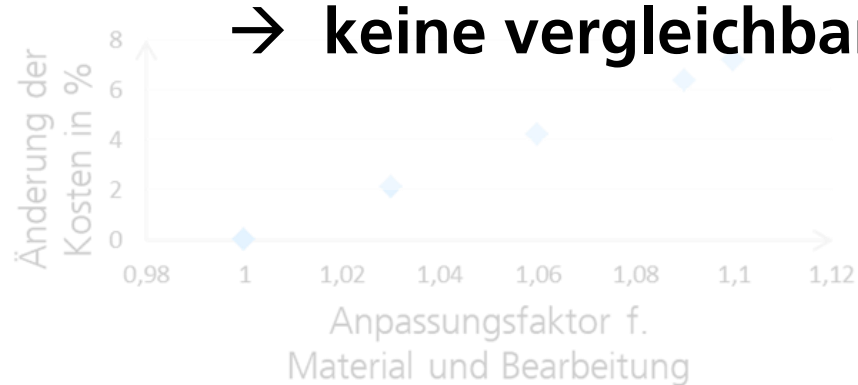 → keine
Änderung der
Kosten in %
8
6
4
2
0
0,98 1 1,02 1,04 1,06 1,08 1,1 1,12
Anpassungsfaktor f.
Material und Bearbeitung